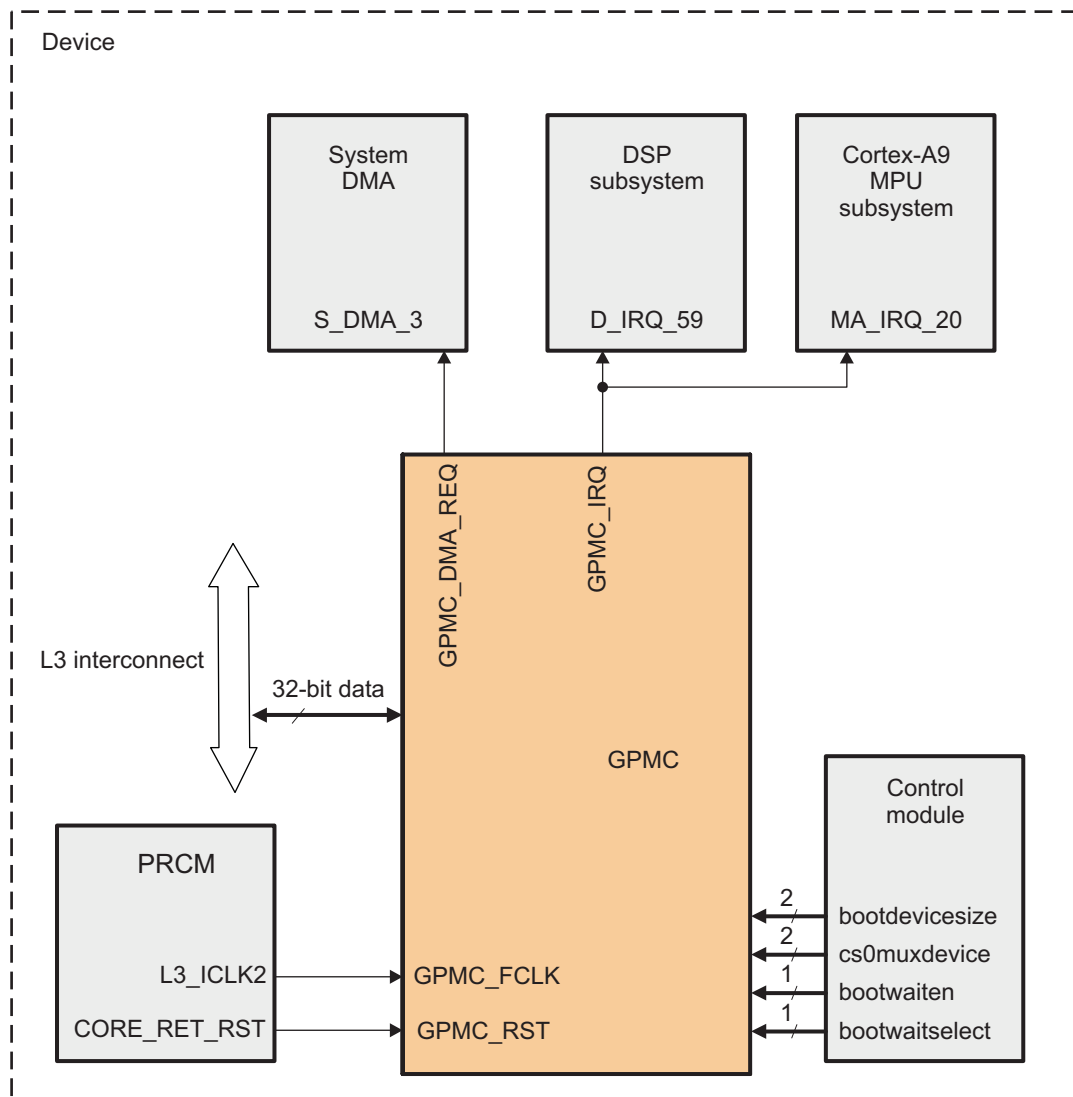 Device
System
DMA
S_DMA_3
DSP
subsystem
D_IRQ_59
Cortex-A9
MPU
subsystem
MA_IRQ_20
GPMC_DMA_REQ
GPMC_IRQ
L3 interconnect
32-bit data
GPMC
PRCM
L3_ICLK2
CORE_RET_RST
GPMC_FCLK
GPMC_RST
Control
module
2
bootdevicesize
2
cs0muxdevice
1
bootwaiten
1
bootwaitselect